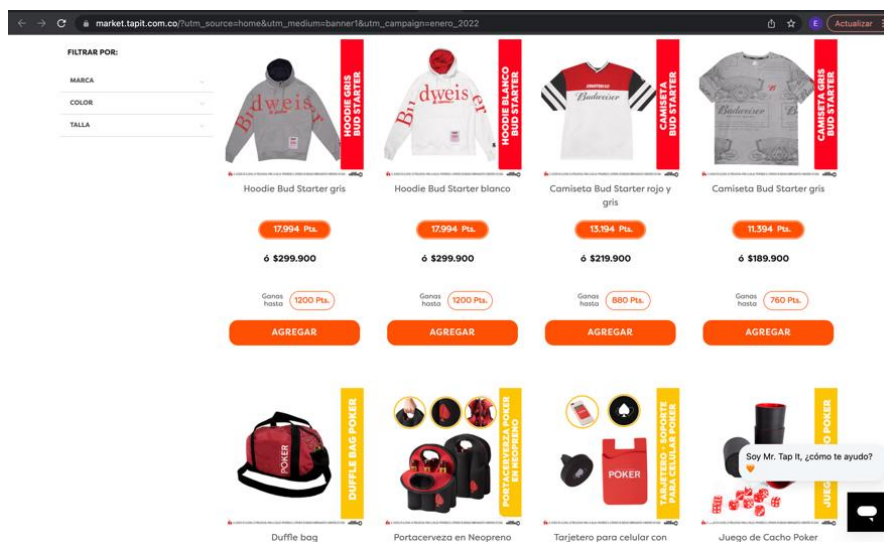 market.tapit.com.co/?utm_source=home&utm_medium=banner1&utm_campaign=enero_2022
E
Actualizar
FILTRAR POR:
MARCA
COLOR
TALLA
Budweiser
HOODIE GRIS
BUD STARTER
dweis
HOODIE BLANCO
BUD STARTER
Budweiser
CAMISETA
BUD STARTER
Budweiser
CAMISETA GRIS
BUD STARTER
Hoodie Bud Starter gris
Hoodie Bud Starter blanco
Camiseta Bud Starter rojo y
gris
Camiseta Bud Starter gris
17.994 Pts.
17.994 Pts.
13.194 Pts.
11.394 Pts.
ó $299.900
ó $299.900
ó $219.900
ó $189.900
Ganas
hasta
1200 Pts.
Ganas
hasta
1200 Pts.
Ganas
hasta
880 Pts.
Ganas
hasta
760 Pts.
AGREGAR
AGREGAR
AGREGAR
AGREGAR
POKER
DUFFLE BAG POKER
PORTACERVERZA POKER
EN NEOPRENO
POKER
TARJETERO - SOPORTE
PARA CELULAR POKER
POKER
Soy Mr. Tap It, ¿cómo te ayudo?
Duffle bag
Portacerveza en Neopreno
Tarjetero para celular con
Juego de Cacho Poker